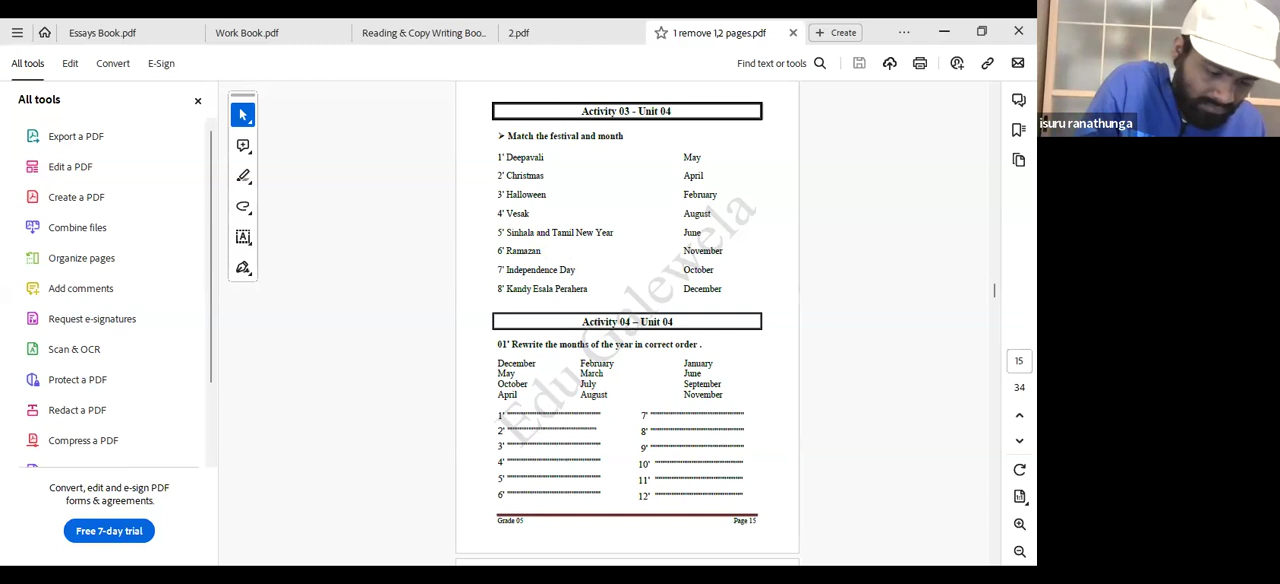 Essays Book.pdf
Work Book.pdf
Reading & Copy Writing Boo...
2.pdf
1 remove 1,2 pages.pdf
Create
All tools
Edit
Convert
E-Sign
Find text or tools
All tools
Export a PDF
Edit a PDF
Create a PDF
Combine files
Organize pages
Add comments
Request e-signatures
Scan & OCR
Protect a PDF
Redact a PDF
Compress a PDF
Convert, edit and e-sign PDF
forms & agreements.
Free 7-day trial
Activity 03 - Unit 04
➢ Match the festival and month
1' Deepavali May
2' Christmas April
3' Halloween February
4' Vesak August
5' Sinhala and Tamil New Year June
6' Ramazan November
7' Independence Day October
8' Kandy Esala Perahera December
Activity 04 – Unit 04
01' Rewrite the months of the year in correct order .
December February January
May March June
October July September
April August November
1' 7'
2' 8'
3' 9'
4' 10'
5' 11'
6' 12'
Grade 05 Page 15
Edu Galewela
15
34
isuru ranathunga